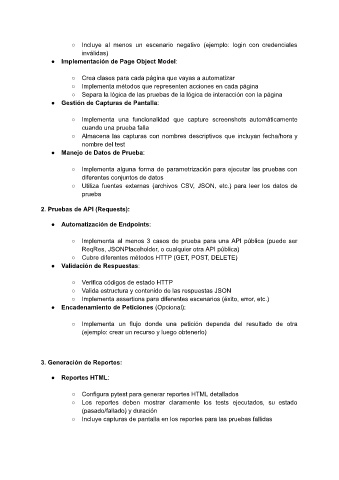 ○ Incluye al menos un escenario negativo (ejemplo: login con credenciales
inválidas)
● Implementación de Page Object Model:
○ Crea clases para cada página que vayas a automatizar
○ Implementa métodos que representen acciones en cada página
○ Separa la lógica de las pruebas de la lógica de interacción con la página
● Gestión de Capturas de Pantalla:
○ Implementa una funcionalidad que capture screenshots automáticamente
cuando una prueba falla
○ Almacena las capturas con nombres descriptivos que incluyan fecha/hora y
nombre del test
● Manejo de Datos de Prueba:
○ Implementa alguna forma de parametrización para ejecutar las pruebas con
diferentes conjuntos de datos
○ Utiliza fuentes externas (archivos CSV, JSON, etc.) para leer los datos de
prueba
2. Pruebas de API (Requests):
● Automatización de Endpoints:
○ Implementa al menos 3 casos de prueba para una API pública (puede ser
ReqRes, JSONPlaceholder, o cualquier otra API pública)
○ Cubre diferentes métodos HTTP (GET, POST, DELETE)
● Validación de Respuestas:
○ Verifica códigos de estado HTTP
○ Valida estructura y contenido de las respuestas JSON
○ Implementa assertions para diferentes escenarios (éxito, error, etc.)
● Encadenamiento de Peticiones (Opcional):
○ Implementa un flujo donde una petición dependa del resultado de otra
(ejemplo: crear un recurso y luego obtenerlo)
3. Generación de Reportes:
● Reportes HTML:
○ Configura pytest para generar reportes HTML detallados
○ Los reportes deben mostrar claramente los tests ejecutados, su estado
(pasado/fallado) y duración
○ Incluye capturas de pantalla en los reportes para las pruebas fallidas